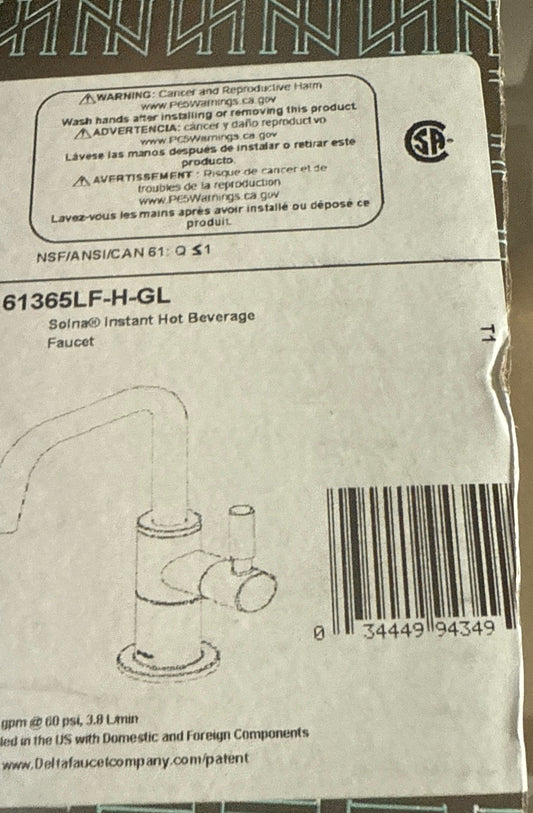 ⚠ WARNING: Cancer and Reproductive Harm
www.P65Warnings.ca.gov
Wash hands after installing or removing this product.
⚠ ADVERTENCIA: cáncer y daño reproductivo
www.PC5Warnings.ca.gov
Lávese las manos después de instalar o retirar este
producto.
⚠ AVERTISSEMENT : Risque de cancer et de
troubles de la reproduction
www.P65Warnings.ca.gov
Lavez-vous les mains après avoir installé ou déposé ce
produit.
SA
NSF/ANSI/CAN 61: Q ≤1
61365LF-H-GL
Solna® Instant Hot Beverage
Faucet
T1
0 34449 94349
gpm @ 60 psi, 3.8 L/min
led in the US with Domestic and Foreign Components
www.Deltafaucetcompany.com/patent